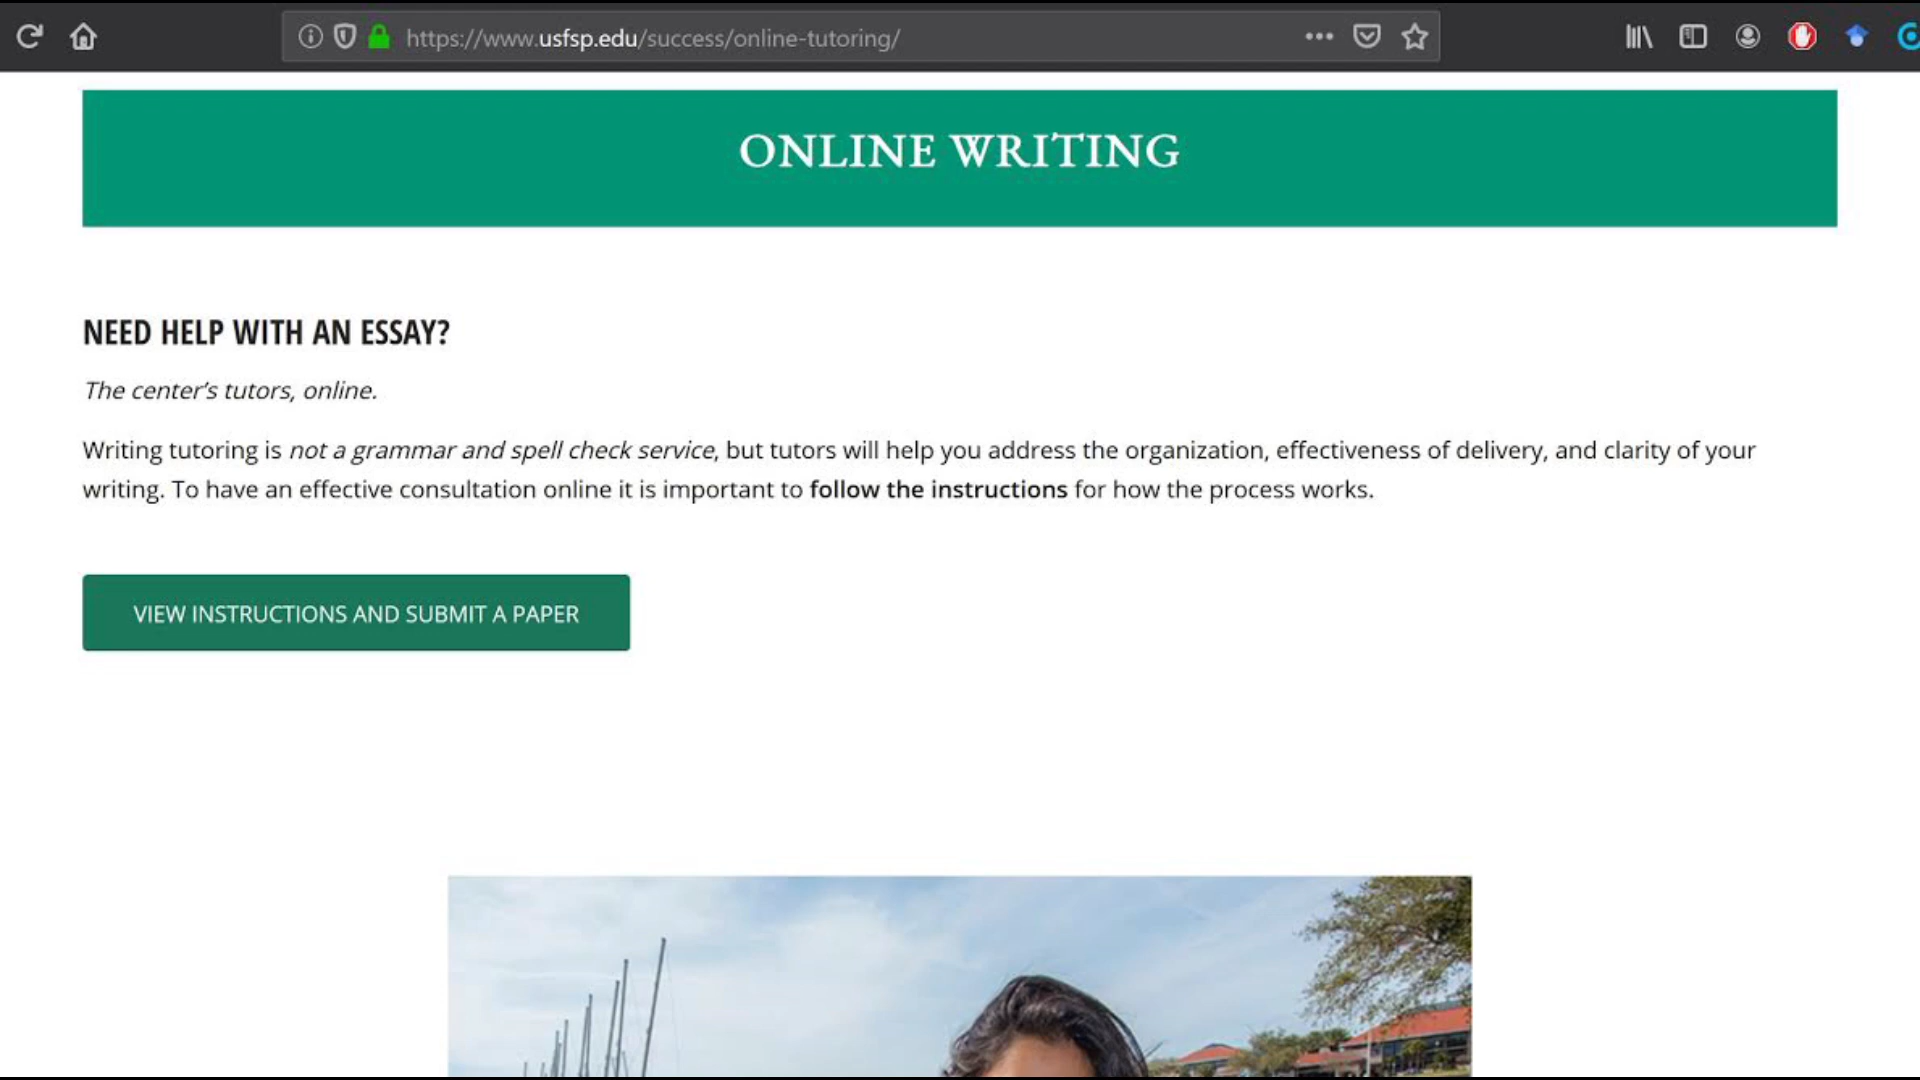 https://www.usfsp.edu/success/online-tutoring/
ONLINE WRITING
NEED HELP WITH AN ESSAY?
The center's tutors, online.
Writing tutoring is not a grammar and spell check service, but tutors will help you address the organization, effectiveness of delivery, and clarity of your
writing. To have an effective consultation online it is important to follow the instructions for how the process works.
VIEW INSTRUCTIONS AND SUBMIT A PAPER